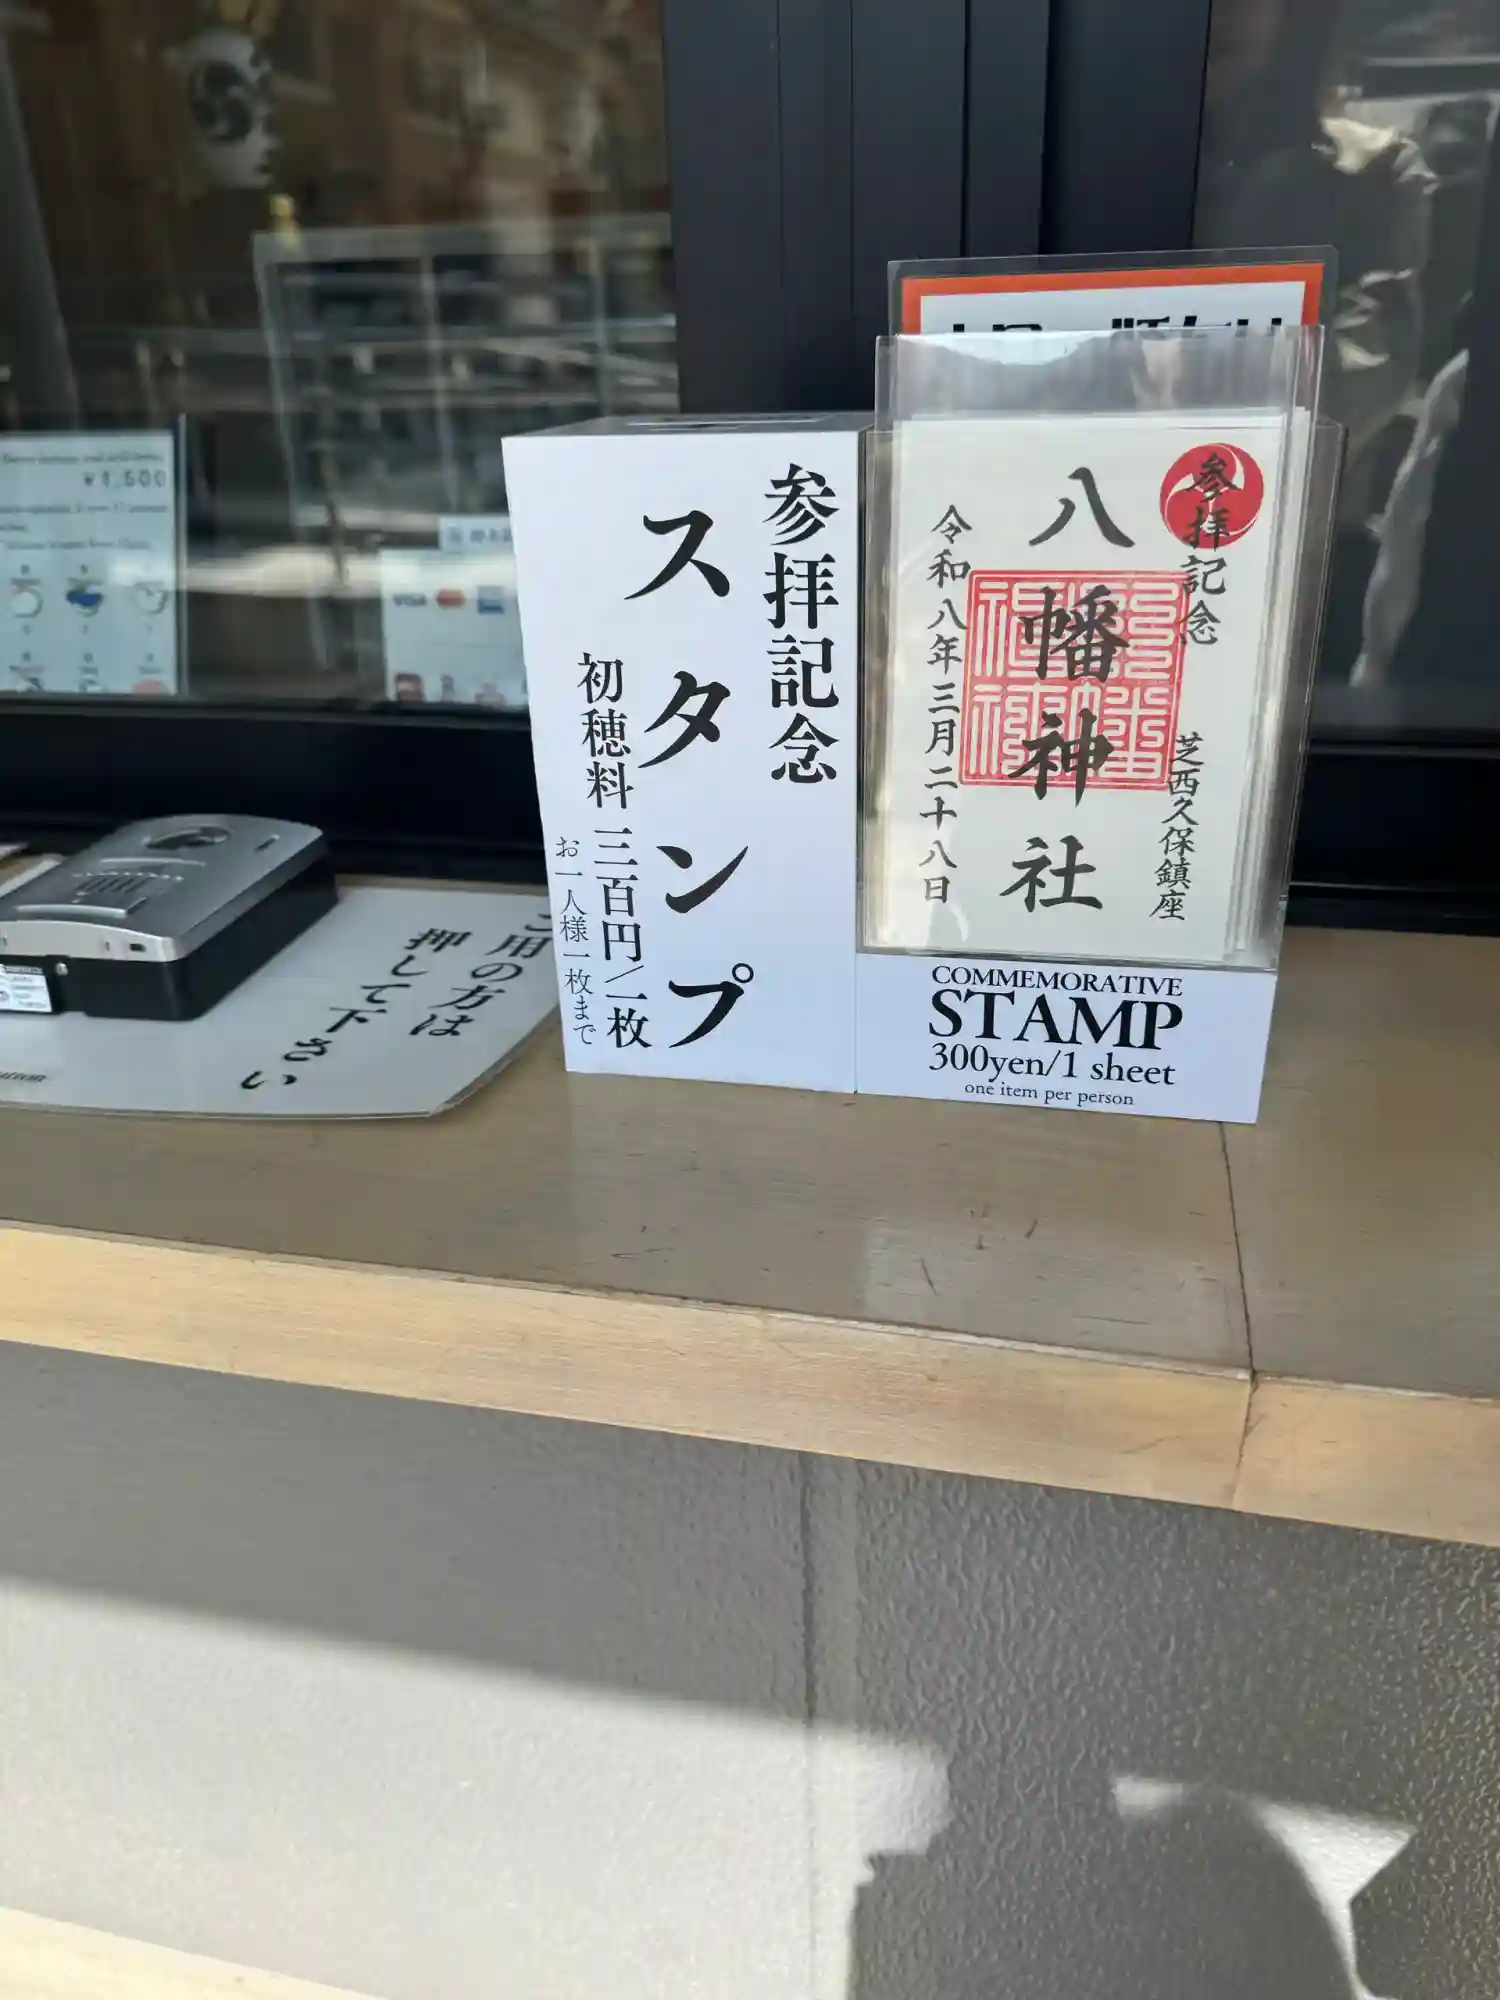 ¥1,500
VISA
ご用の方は
押して下さい
参拝記念
スタンプ
初穂料 三百円/一枚
お一人様一枚まで
参拝記念
芝西久保鎮座
八幡神社
令和八年三月二十八日
COMMEMORATIVE
STAMP
300yen/1 sheet
one item per person